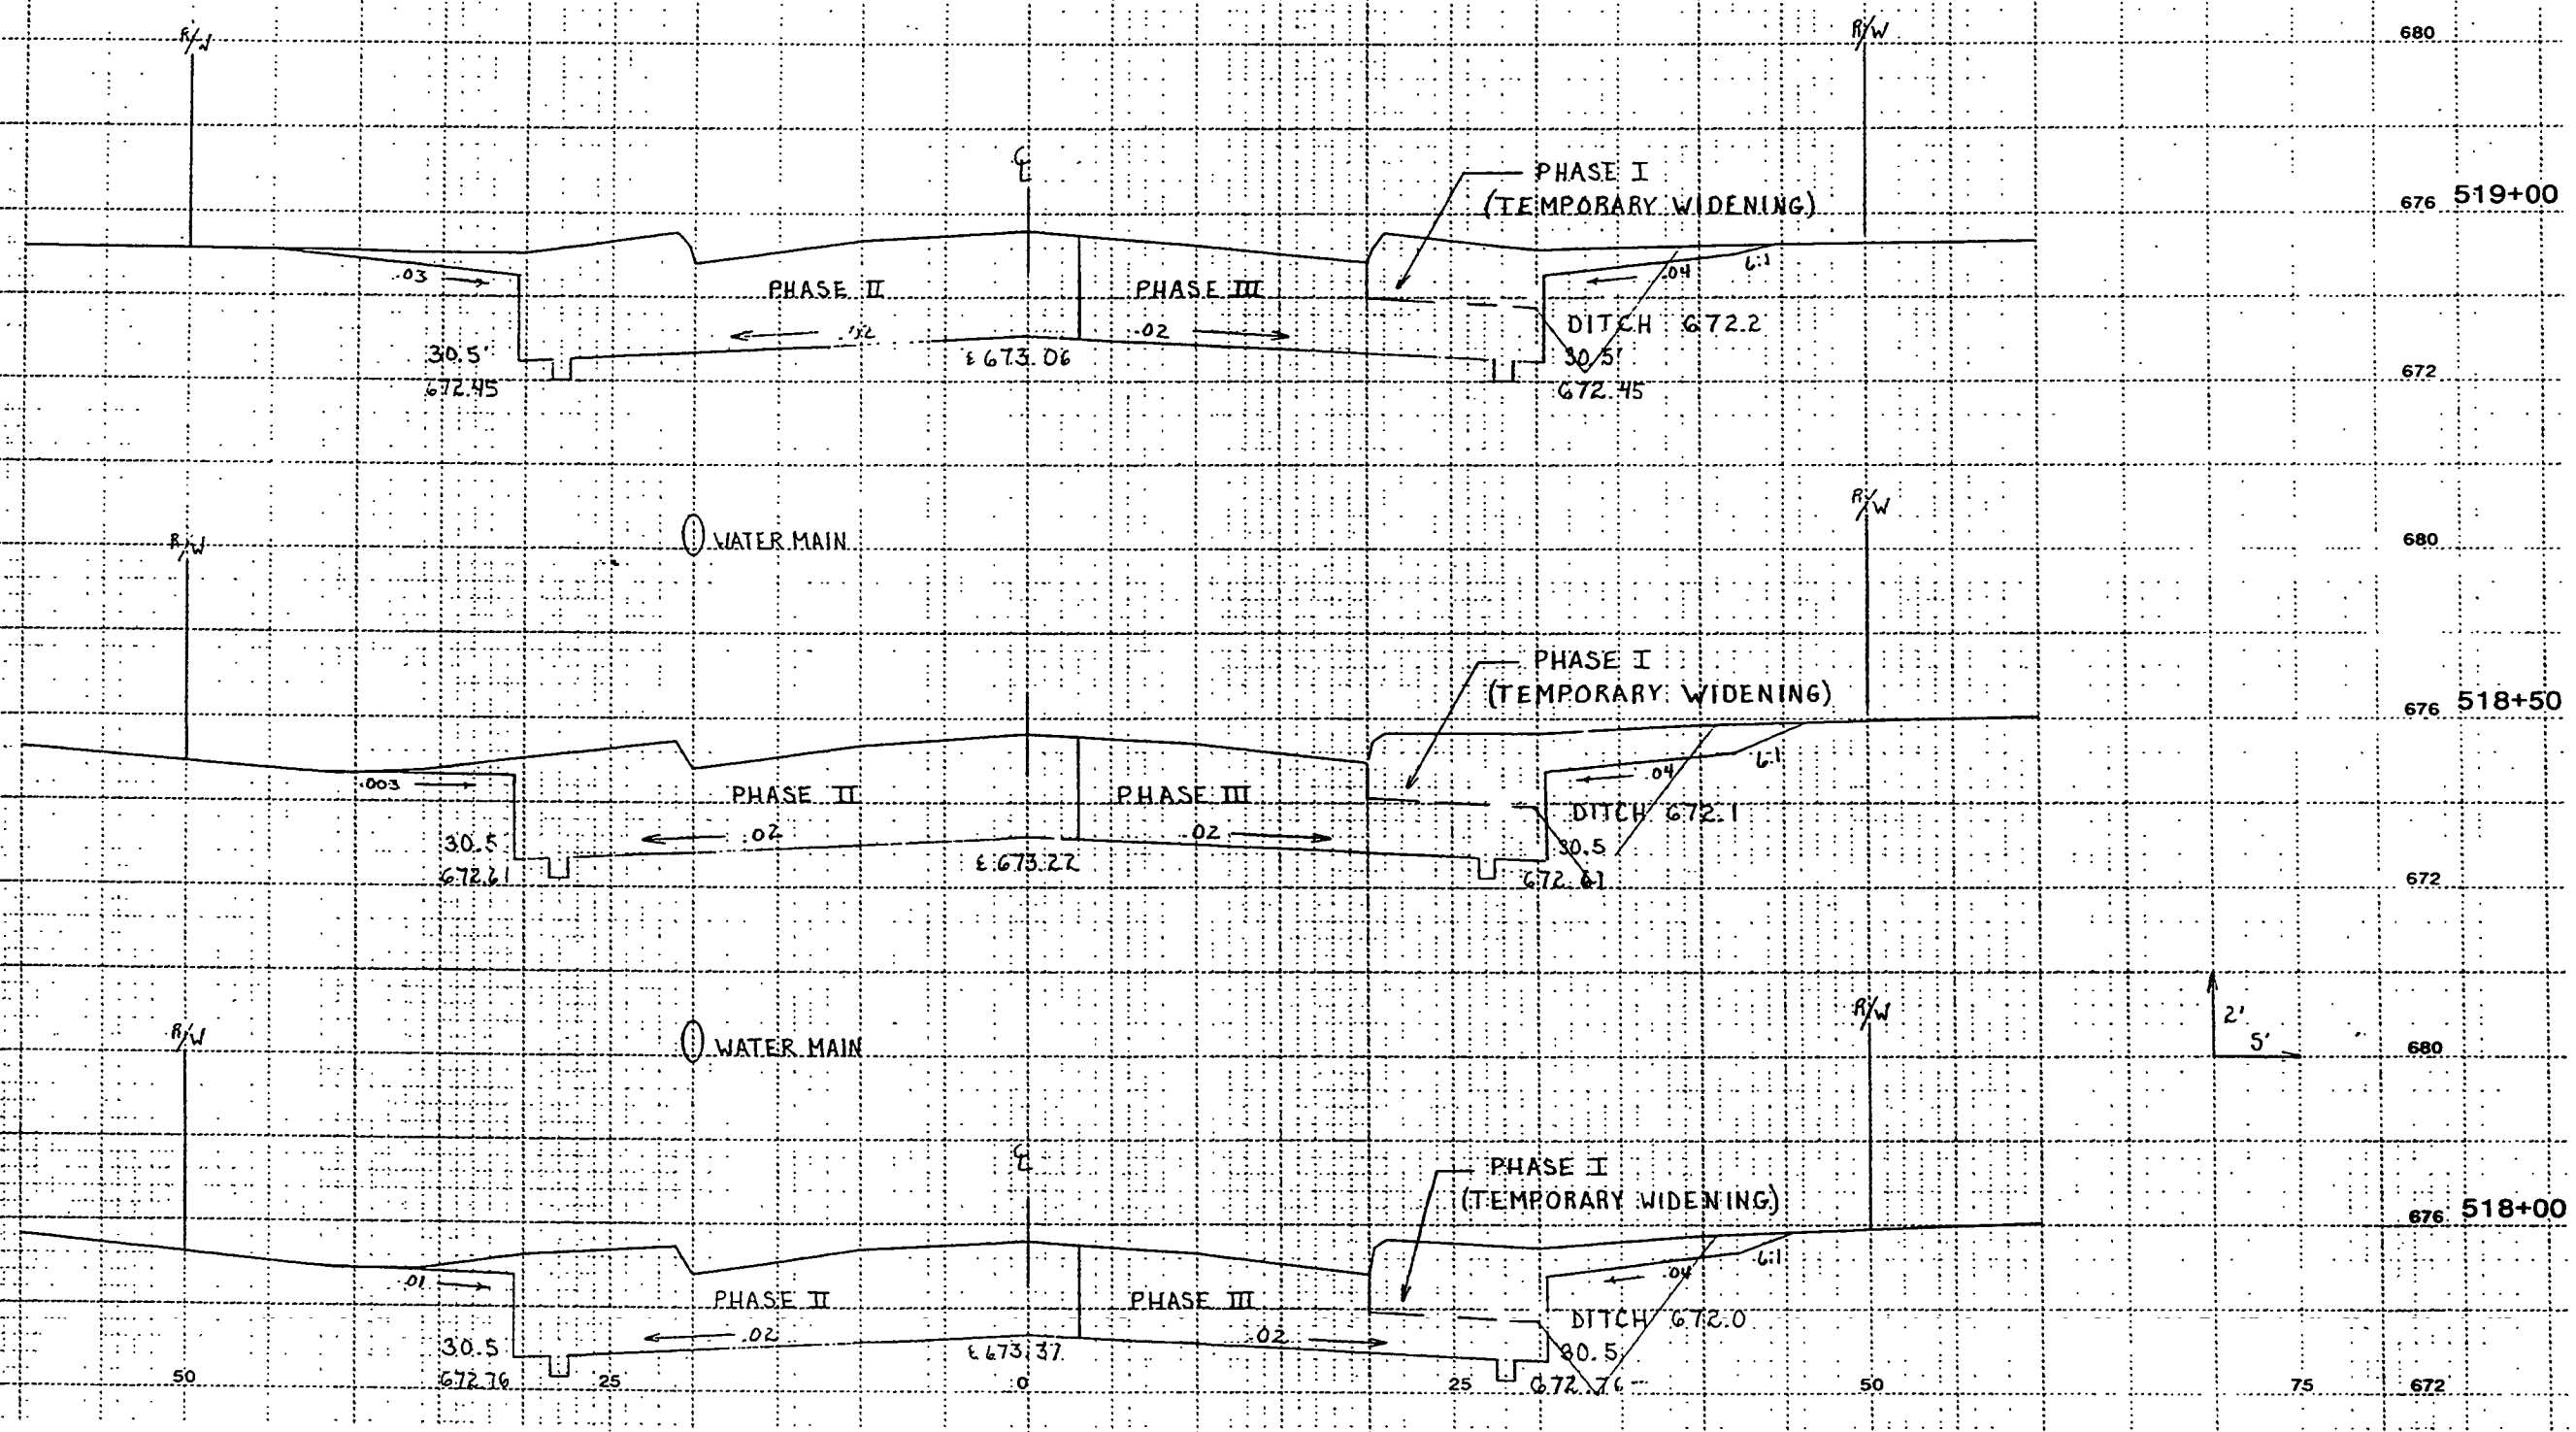 R/W
R/W
680
℄
PHASE I
(TEMPORARY WIDENING)
676 519+00
.03
.04
6:1
PHASE II
PHASE III
.02
.02
DITCH 672.2
30.5'
672.45
ε 673.06
30.5'
672.45
672
R/W
WATER MAIN
R/W
680
PHASE I
(TEMPORARY WIDENING)
676 518+50
.003
.04
6:1
PHASE II
PHASE III
.02
.02
DITCH 672.1
30.5
672.61
ε 673.22
30.5
672.61
672
R/W
WATER MAIN
R/W
2'
5'
680
℄
PHASE I
(TEMPORARY WIDENING)
676 518+00
.01
.04
6:1
PHASE II
PHASE III
.02
.02
DITCH 672.0
30.5
672.76
ε 673.37
30.5
672.76
50 25 0 25 50 75 672